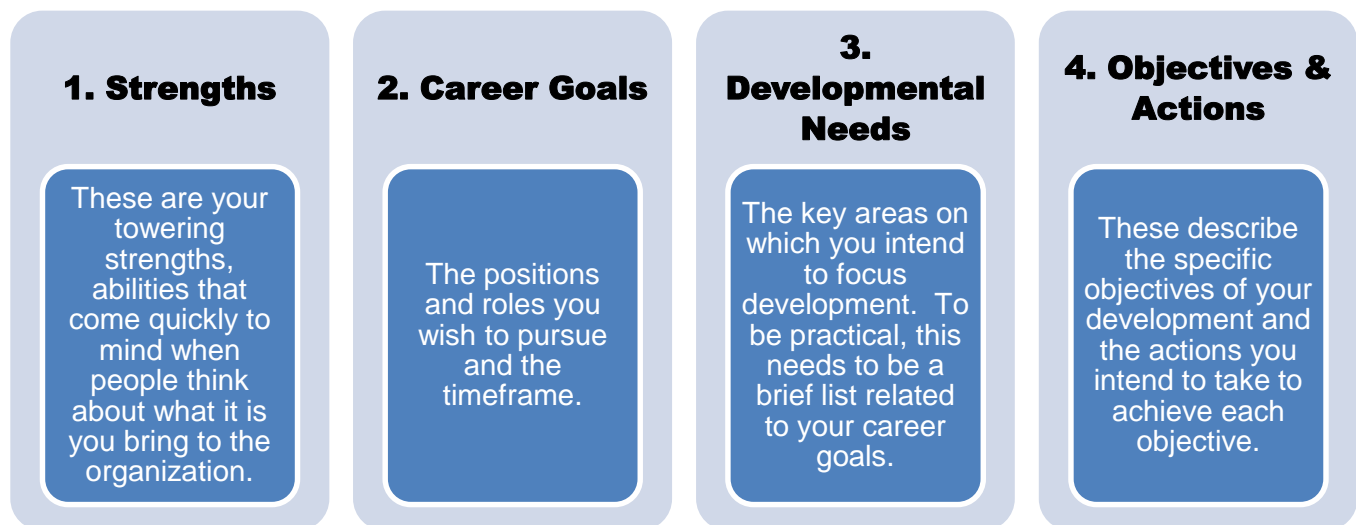 1. Strengths
These are your
towering
strengths,
abilities that
come quickly to
mind when
people think
about what it is
you bring to the
organization.
2. Career Goals
The positions
and roles you
wish to pursue
and the
timeframe.
3.
Developmental
Needs
The key areas on
which you intend
to focus
development.  To
be practical, this
needs to be a
brief list related
to your career
goals.
4. Objectives &
Actions
These describe
the specific
objectives of your
development and
the actions you
intend to take to
achieve each
objective.